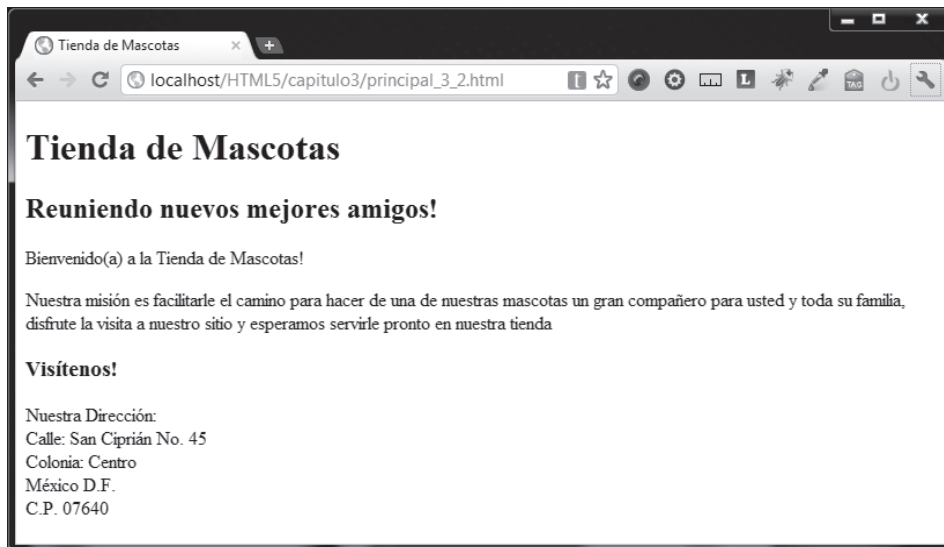 Tienda de Mascotas
localhost/HTML5/capitulo3/principal_3_2.html
L
TAG
Tienda de Mascotas
Reuniendo nuevos mejores amigos!
Bienvenido(a) a la Tienda de Mascotas!
Nuestra misión es facilitarle el camino para hacer de una de nuestras mascotas un gran compañero para usted y toda su familia,
disfrute la visita a nuestro sitio y esperamos servirle pronto en nuestra tienda
Visítenos!
Nuestra Dirección:
Calle: San Ciprián No. 45
Colonia: Centro
México D.F.
C.P. 07640